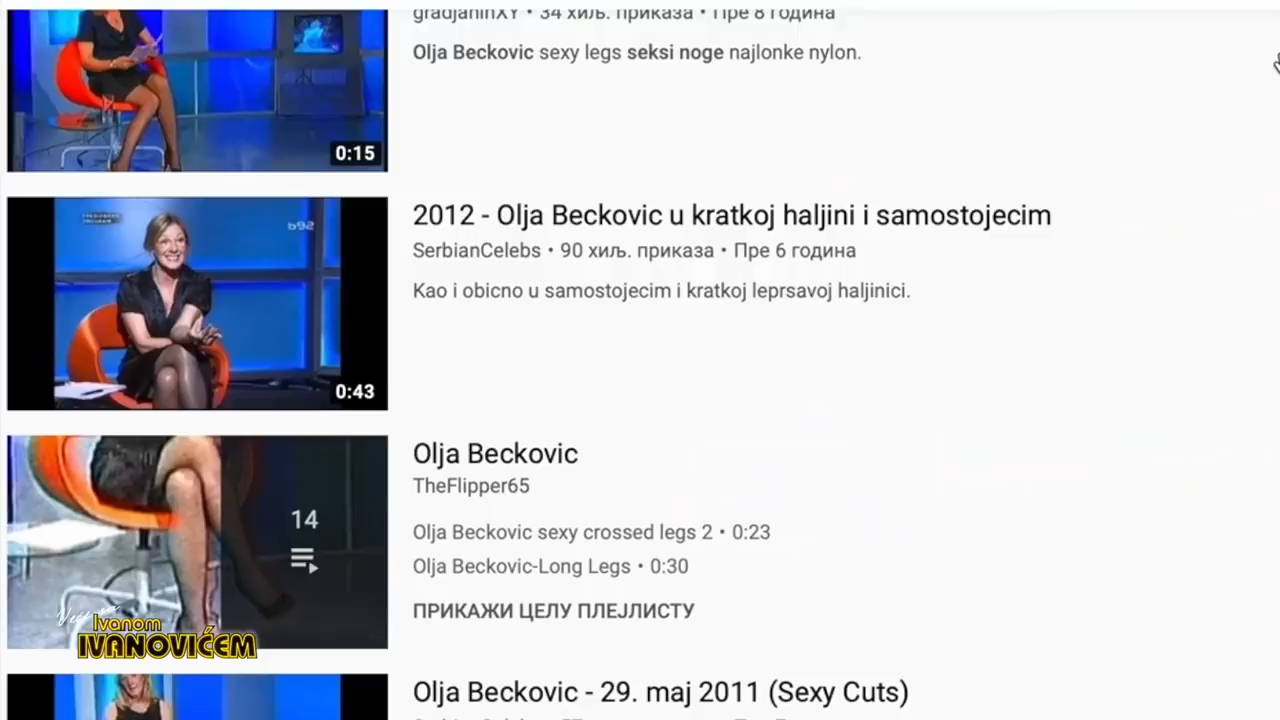 gradjaninXY • 34 хиљ. приказа • Пре 8 година
Olja Beckovic sexy legs seksi noge najlonke nylon.
0:15
2012 - Olja Beckovic u kratkoj haljini i samostojecim
SerbianCelebs • 90 хиљ. приказа • Пре 6 година
Kao i obicno u samostojecim i kratkoj leprsavoj haljinici.
b92
0:43
Olja Beckovic
TheFlipper65
Olja Beckovic sexy crossed legs 2 • 0:23
Olja Beckovic-Long Legs • 0:30
ПРИКАЖИ ЦЕЛУ ПЛЕЈЛИСТУ
14
Ivanom
IVANOVIĆEM
Olja Beckovic - 29. maj 2011 (Sexy Cuts)